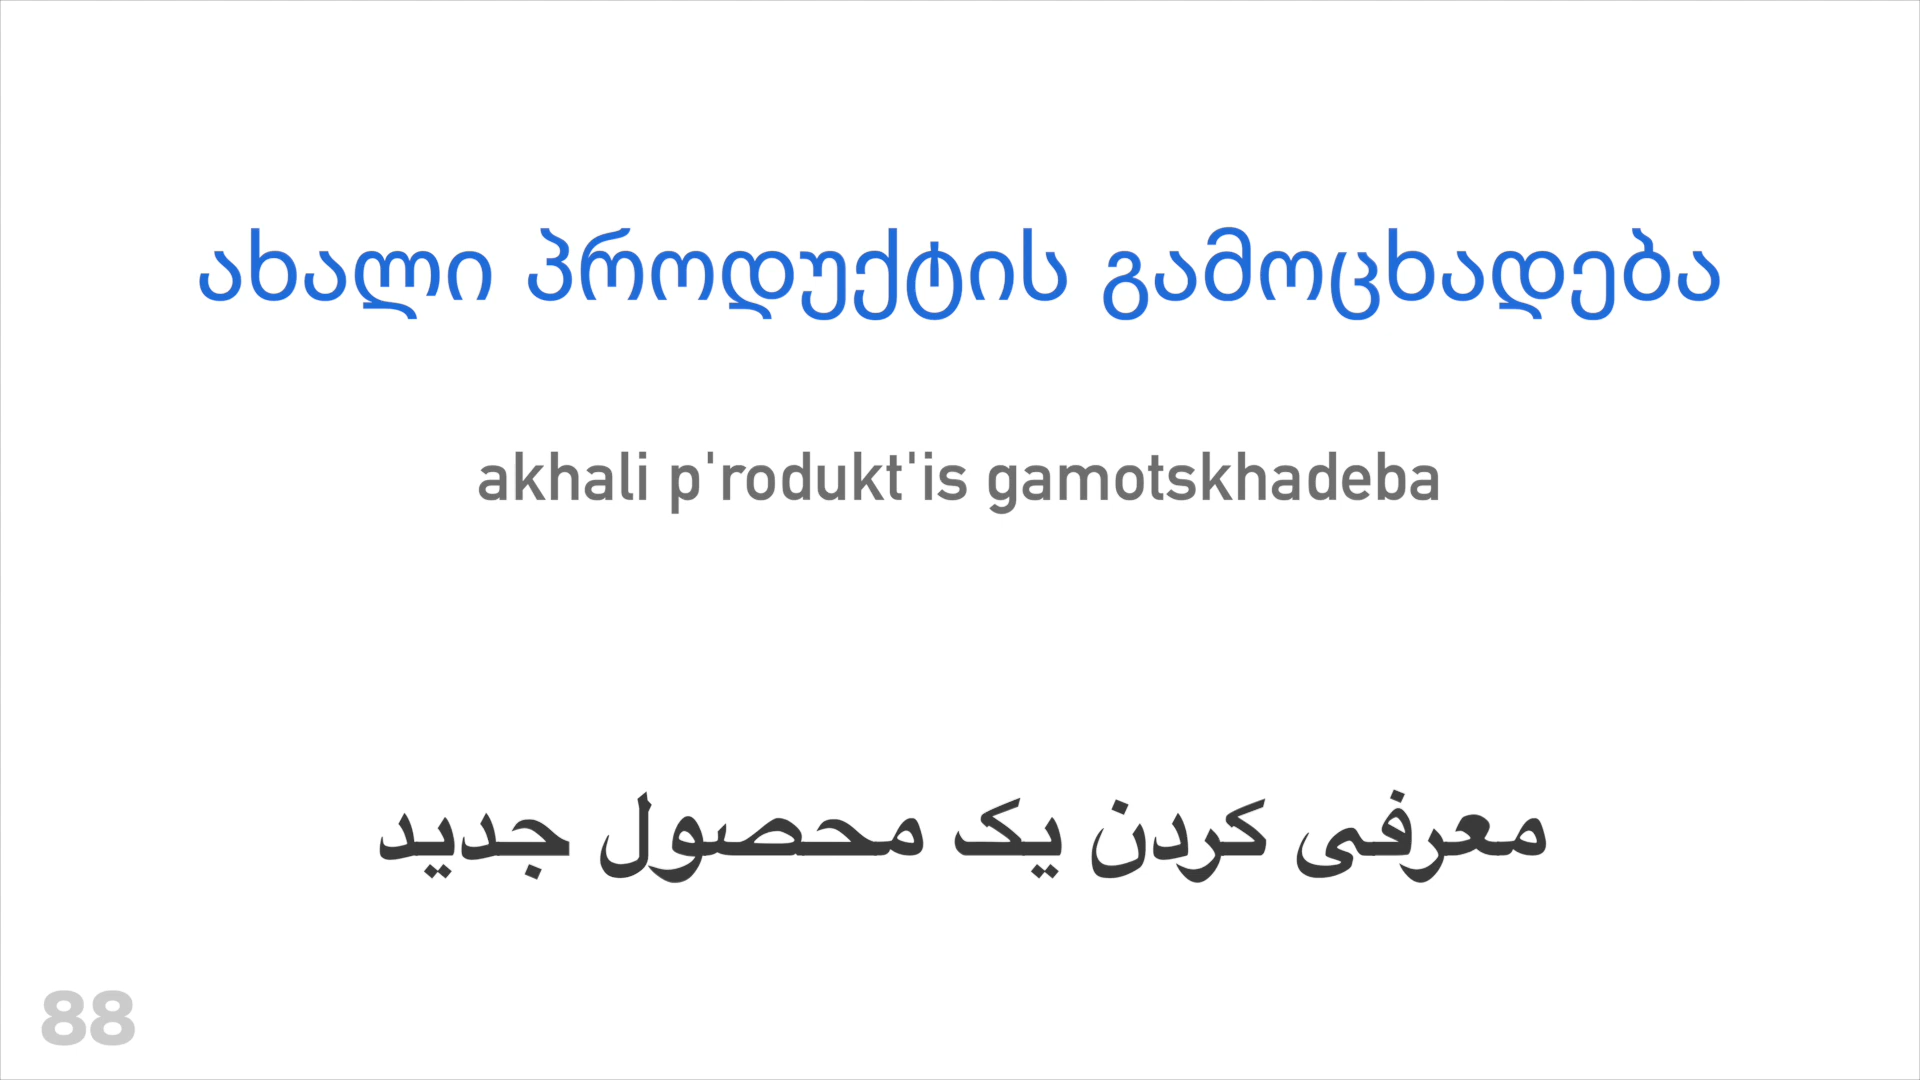 ახალი პროდუქტის გამოცხადება
akhali p'rodukt'is gamotskhadeba
معرفی کردن یک محصول جدید
88